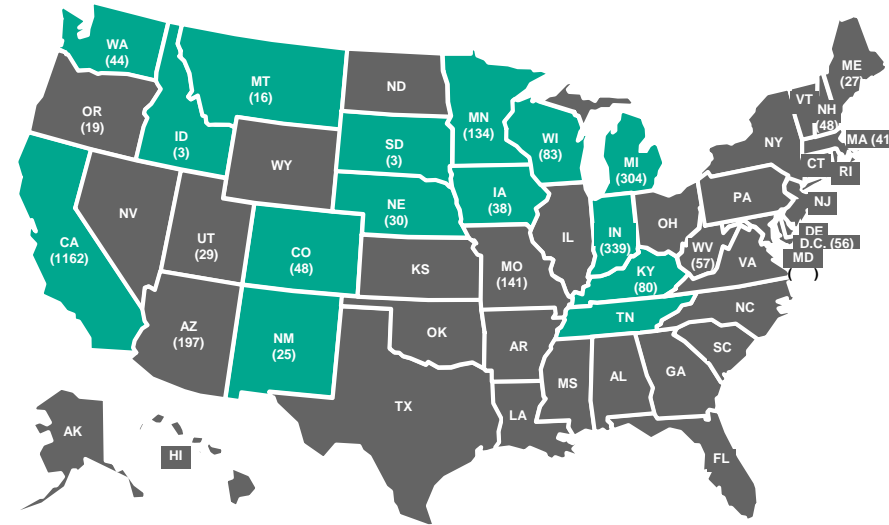 WA
(44)
MT
(16)
ND
MN
(134)
ME
(27
OR
(19)
ID
(3)
SD
(3)
WI
(83)
MI
(304)
VT
NH
(48)
NY
MA (41
WY
NE
(30)
IA
(38)
CT
RI
PA
NJ
NV
UT
(29)
CO
(48)
IL
IN
(339)
OH
DE
D.C. (56)
MD
( )
CA
(1162)
KS
MO
(141)
WV
(57)
VA
KY
(80)
AZ
(197)
NM
(25)
OK
AR
TN
NC
SC
TX
LA
MS
AL
GA
AK
HI
FL